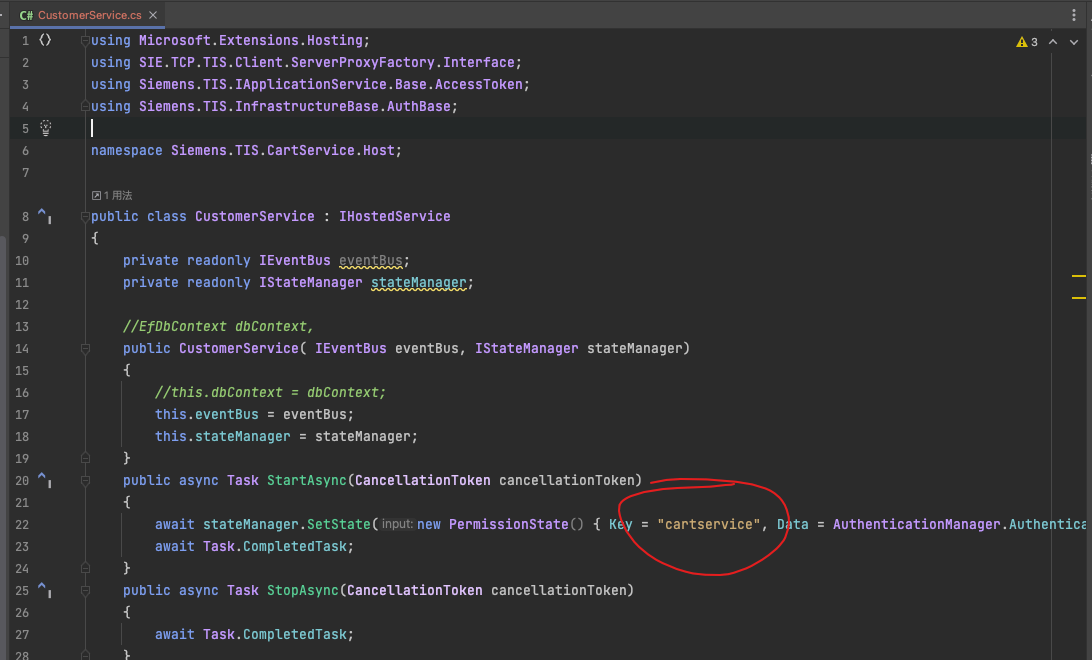 C# CustomerService.cs ×
3
1 using Microsoft.Extensions.Hosting;
2 using SIE.TCP.TIS.Client.ServerProxyFactory.Interface;
3 using Siemens.TIS.IApplicationService.Base.AccessToken;
4 using Siemens.TIS.InfrastructureBase.AuthBase;
5
6 namespace Siemens.TIS.CartService.Host;
7
1 用法
8 public class CustomerService : IHostedService
9 {
10 private readonly IEventBus eventBus;
11 private readonly IStateManager stateManager;
12
13 //EfDbContext dbContext,
14 public CustomerService( IEventBus eventBus, IStateManager stateManager)
15 {
16 //this.dbContext = dbContext;
17 this.eventBus = eventBus;
18 this.stateManager = stateManager;
19 }
20 public async Task StartAsync(CancellationToken cancellationToken)
21 {
22 await stateManager.SetState(input:new PermissionState() { Key = "cartservice", Data = AuthenticationManager.Authentica
23 await Task.CompletedTask;
24 }
25 public async Task StopAsync(CancellationToken cancellationToken)
26 {
27 await Task.CompletedTask;
28 }